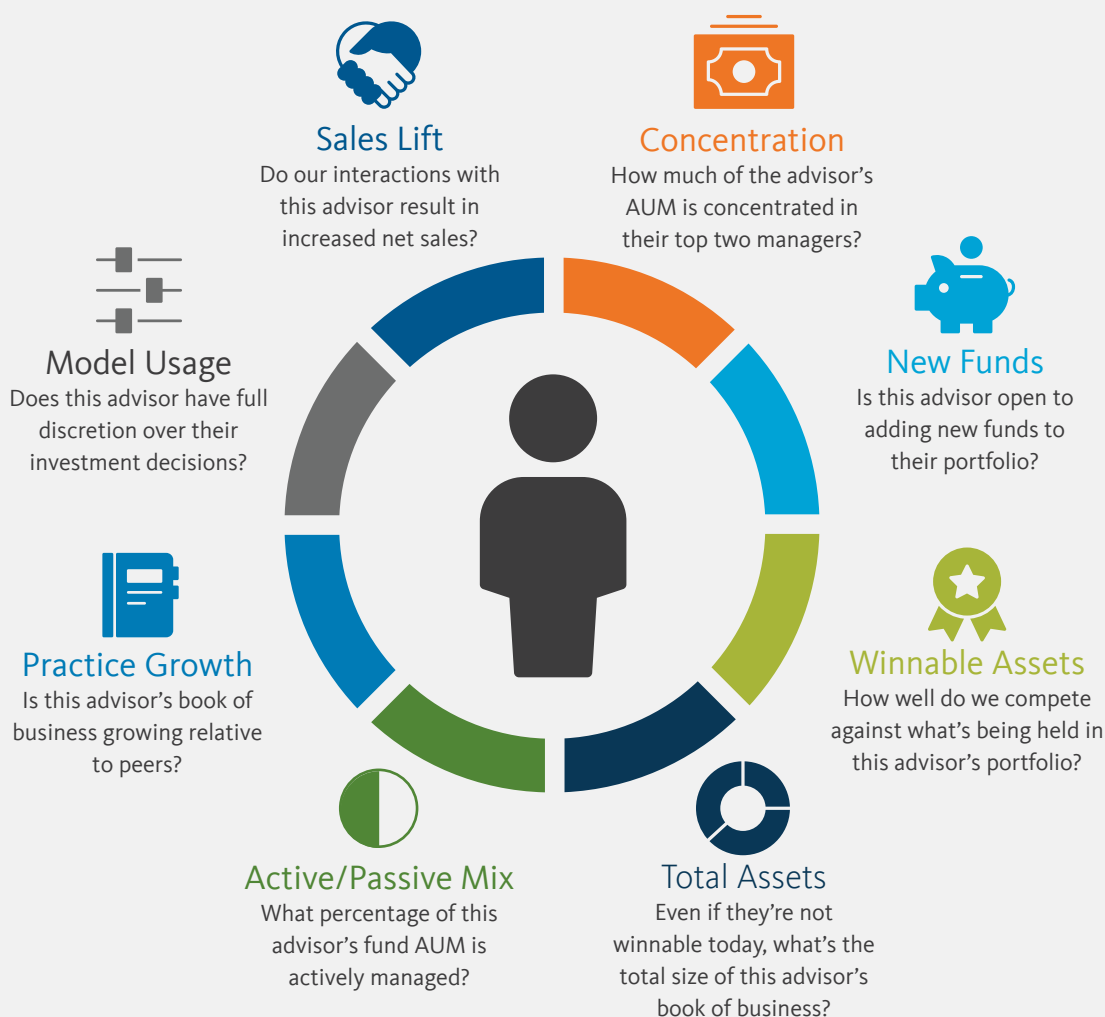 Sales Lift
Do our interactions with
this advisor result in
increased net sales?
Concentration
How much of the advisor’s
AUM is concentrated in
their top two managers?
New Funds
Is this advisor open to
adding new funds to
their portfolio?
Winnable Assets
How well do we compete
against what’s being held in
this advisor’s portfolio?
Total Assets
Even if they’re not
winnable today, what’s the
total size of this advisor’s
book of business?
Active/Passive Mix
What percentage of this
advisor’s fund AUM is
actively managed?
Practice Growth
Is this advisor’s book of
business growing relative
to peers?
Model Usage
Does this advisor have full
discretion over their
investment decisions?